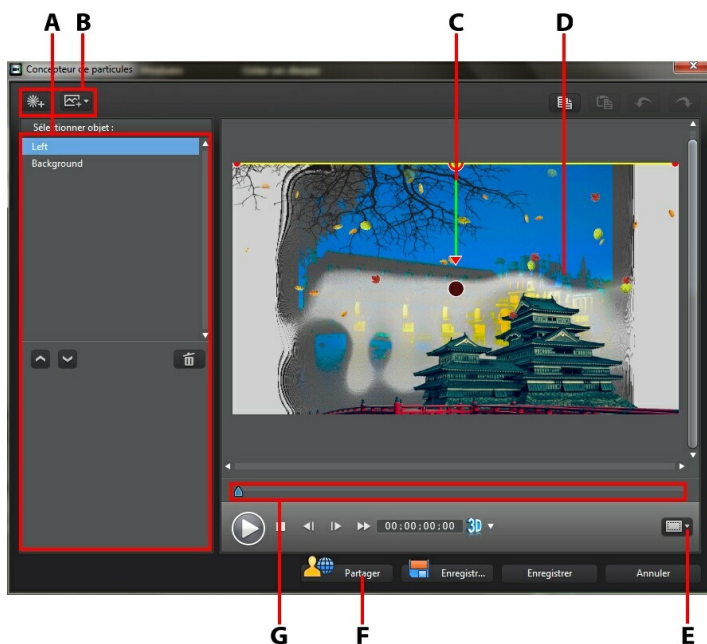 A B C D
Concepteur de particules
Sélectionner objet :
Left
Background
00;00;00;00 3D
Partager Enregistr... Enregistrer Annuler
G F E